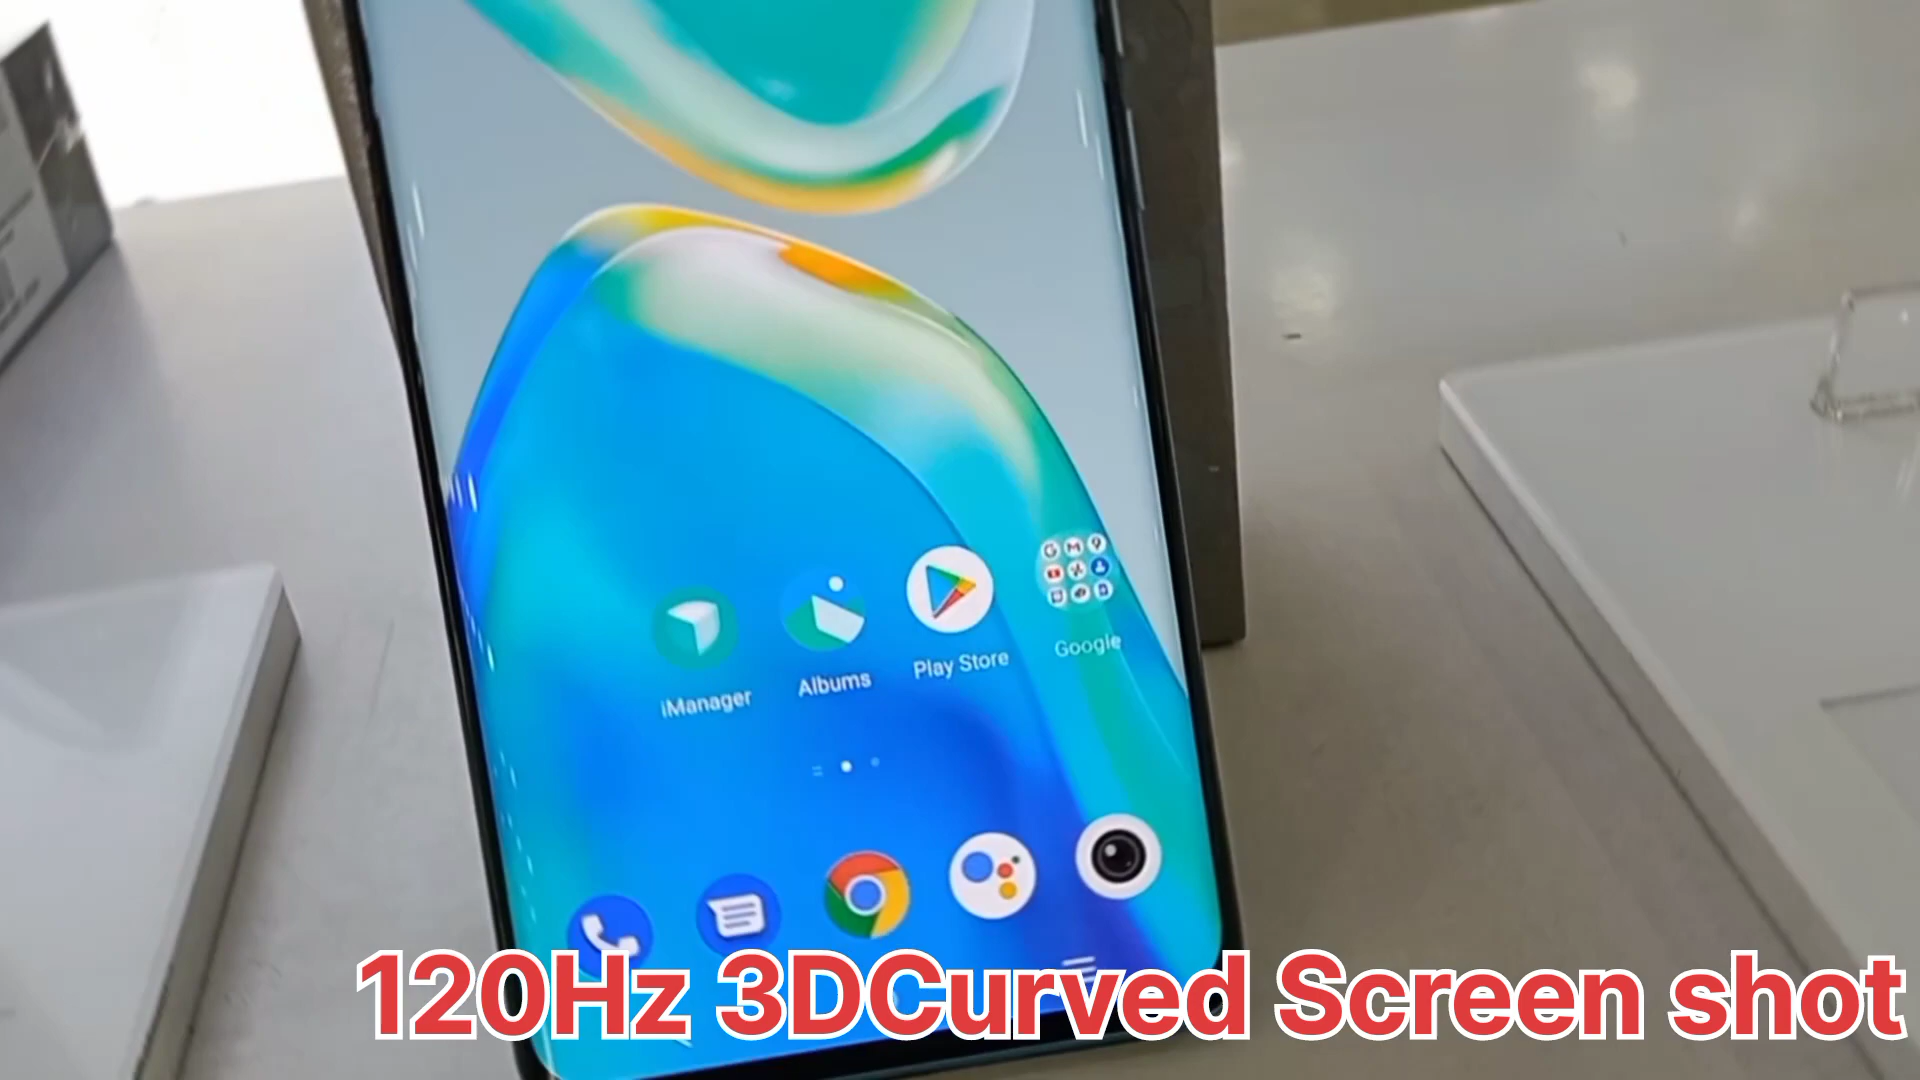 iManager
Albums
Play Store
Google
120Hz 3DCurved Screen shot